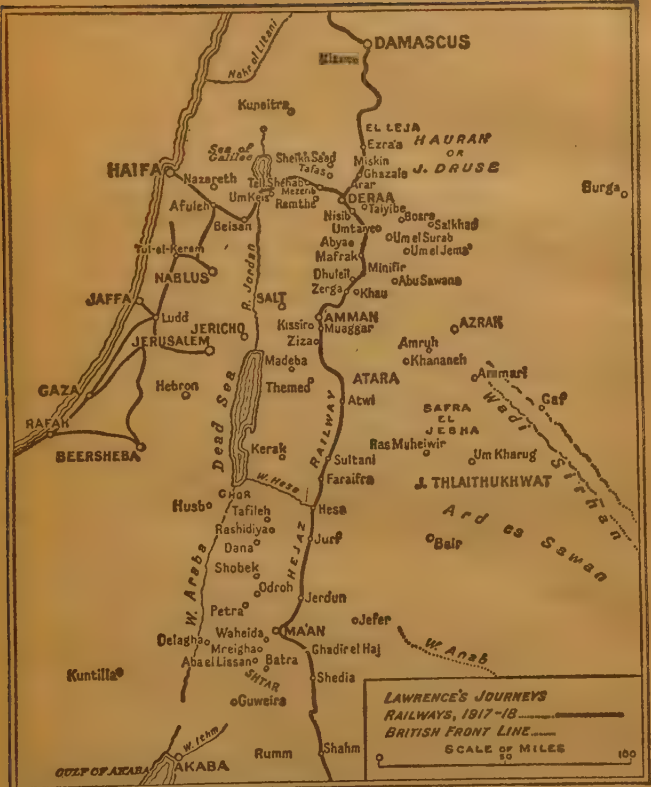 DAMASCUS
Nahr el Litani
Kuneitra
EL LEJA
Ezraa
HAURAN
OR
J. DRUSE
Sea of
Galilee
Sheikh Saad
Miskin
Tafas
Ghazale
HAIFA
Nazareth
Tell Shehab
Arar
Mezerib
DERAA
Burga
Um Keis
Remthe
Taiyibe
Afuleh
Nisib
Bosra
Salkhad
Beisan
Umtaiye
Um el Surab
Abyae
Tul-el-Keram
Mafrak
Um el Jemal
R. Jordan
Minifir
NABLUS
Dhuleil
Abu Sawana
Zerga
Khau
JAFFA
SALT
Ludd
AMMAN
AZRAK
JERICHO
Kissir
Muaggar
JERUSALEM
Ziza
Amruh
Khananeh
Madeba
Ammari
GAZA
Hebron
Themed
ATARA
Gaf
Atwi
RAFAH
SAFRA
EL
JESHA
Wadi Sirhan
Dead Sea
BEERSHEBA
Kerak
RAILWAY
Ras Muheiwir
Sultani
Um Kharug
W. Hesa
Faraifra
J. THLAITHUKHWAT
GHOR
Husb
Tafileh
Hesa
Ard es Sawan
Rashidiya
Dana
Jurf
Bair
HEJAZ
Shobek
W. Araba
Odroh
Jerdun
Petra
Jefer
Waheida
MA'AN
Delagha
W. Anab
Mreigha
Ghadir el Haj
Aba el Lissan
Batra
Kuntilla
SHTAR
Shedia
Guweira
LAWRENCE'S JOURNEYS
RAILWAYS, 1917-18
BRITISH FRONT LINE
SCALE OF MILES
0 50 100
W. Ithm
Rumm
Shahm
GULF OF AKABA
AKABA